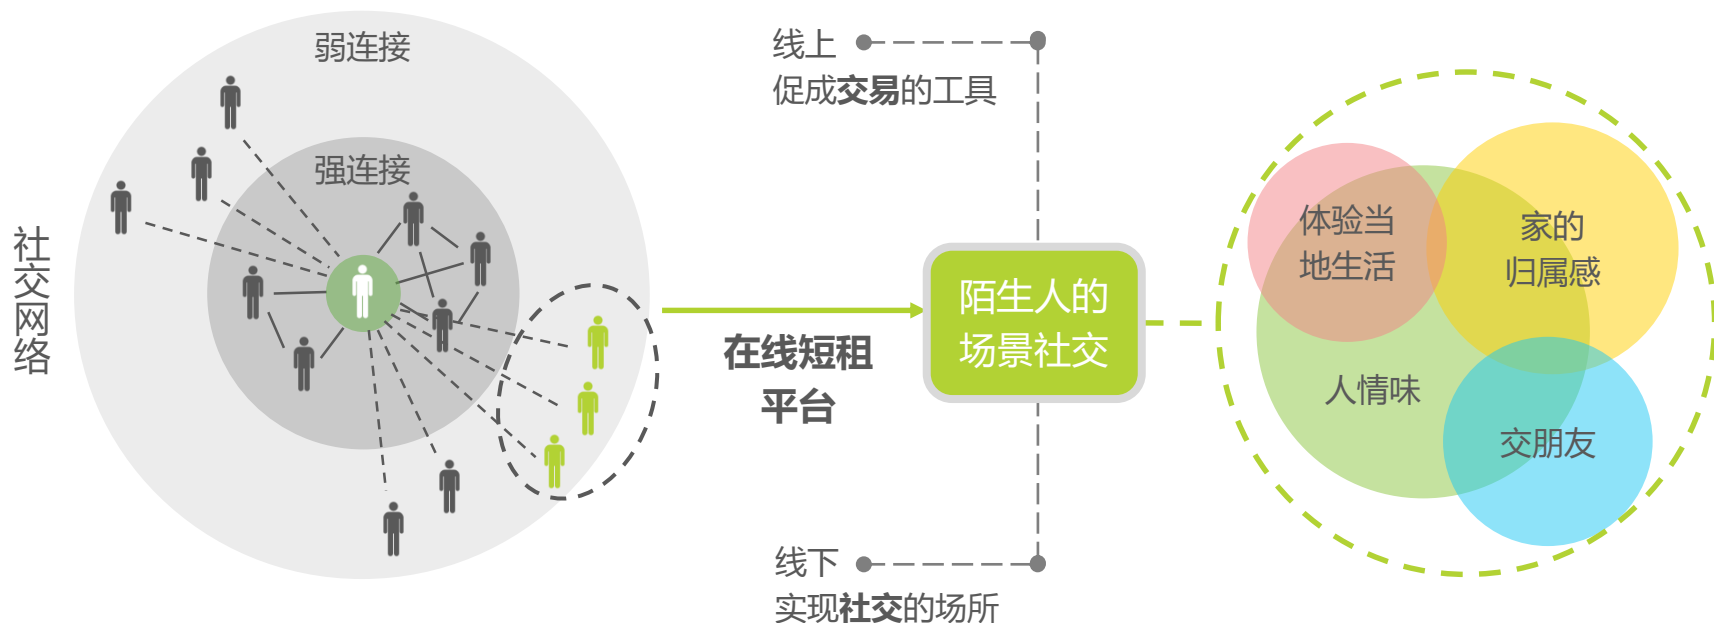 社交网络
弱连接
强连接
在线短租
平台
线上
促成交易的工具
陌生人的
场景社交
线下
实现社交的场所
体验当
地生活
家的
归属感
人情味
交朋友